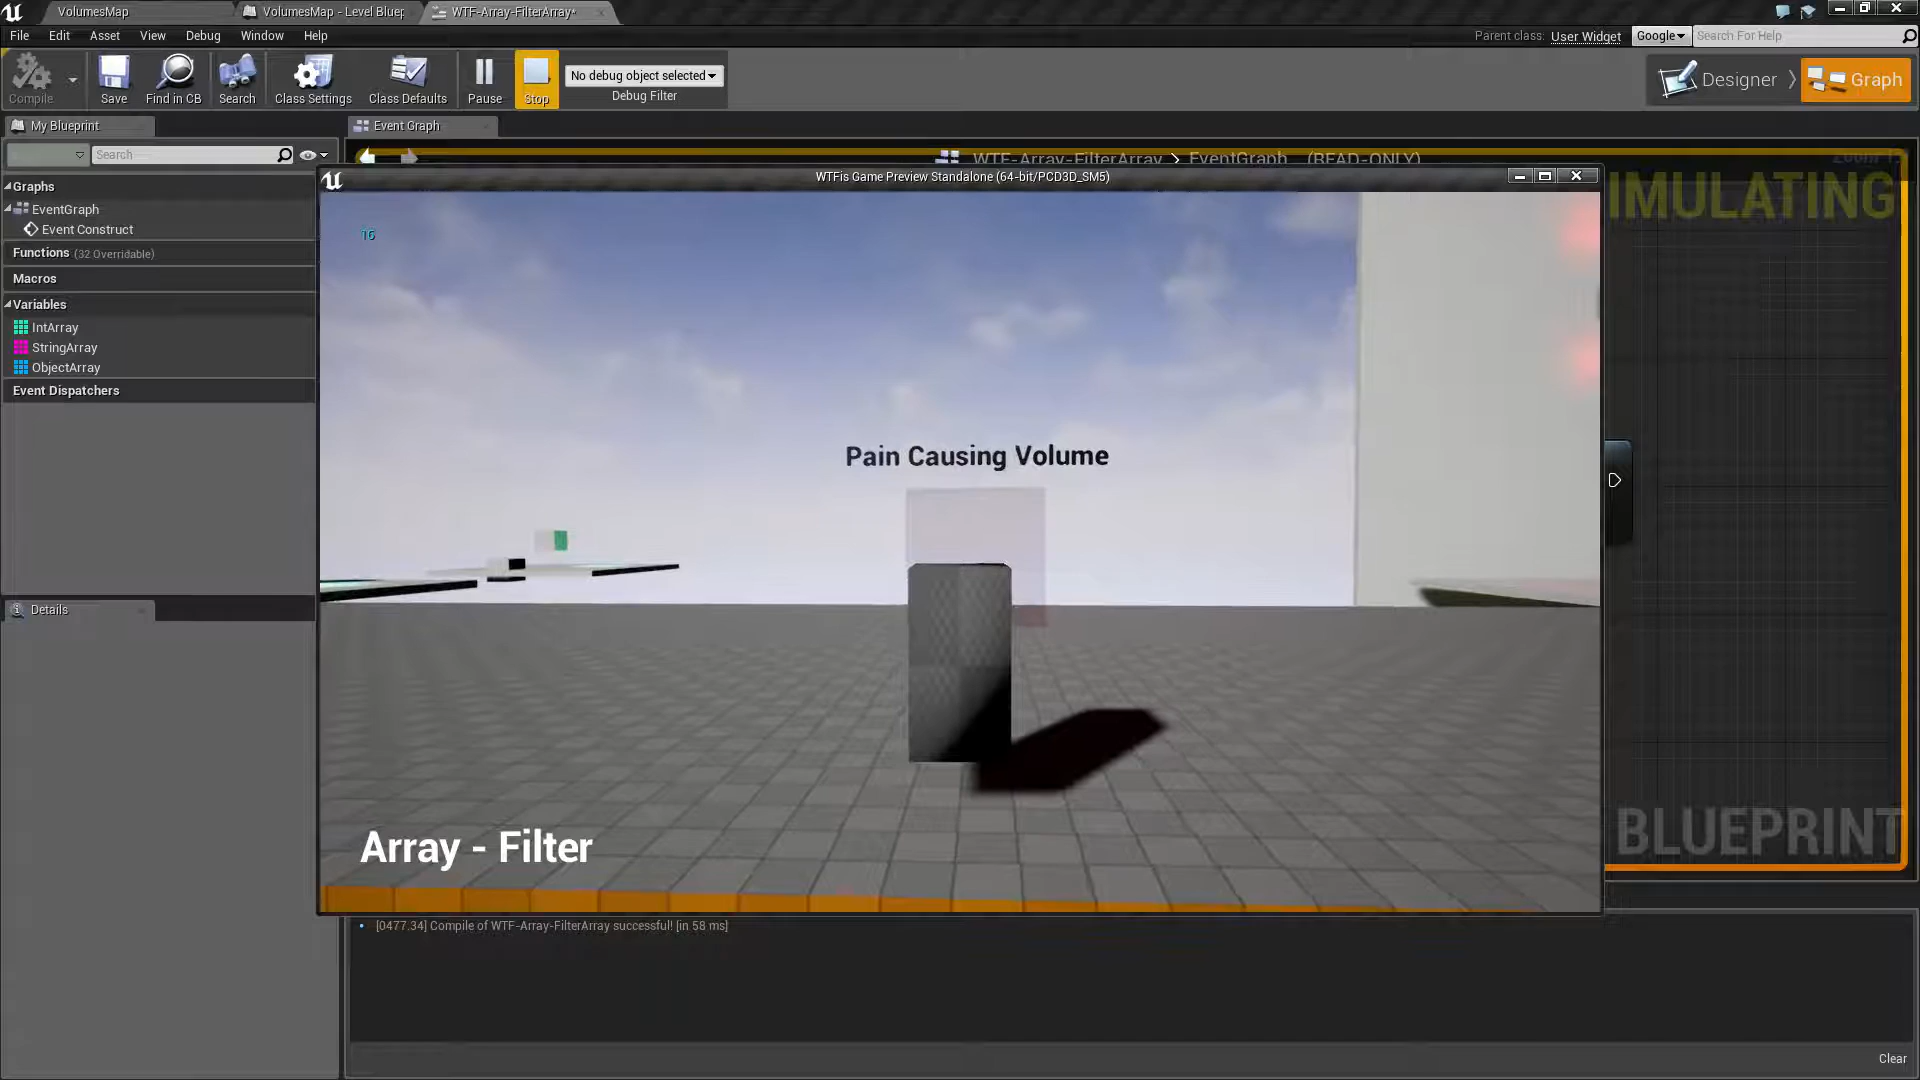 VolumesMap
VolumesMap - Level Bluep
WTF-Array-FilterArray*
File Edit Asset View Debug Window Help
Parent class: User Widget Google Search For Help
Compile Save Find in CB Search Class Settings Class Defaults Pause Stop
No debug object selected
Debug Filter
Designer Graph
My Blueprint
Event Graph
Search
WTF-Array-FilterArray > EventGraph (READ-ONLY)
Graphs
EventGraph
Event Construct
Functions (32 Overridable)
Macros
Variables
IntArray
StringArray
ObjectArray
Event Dispatchers
Details
WTFis Game Preview Standalone (64-bit/PCD3D_SM5)
IMULATING
16
Pain Causing Volume
Array - Filter
BLUEPRINT
[0477.34] Compile of WTF-Array-FilterArray successful! [in 58 ms]
Clear